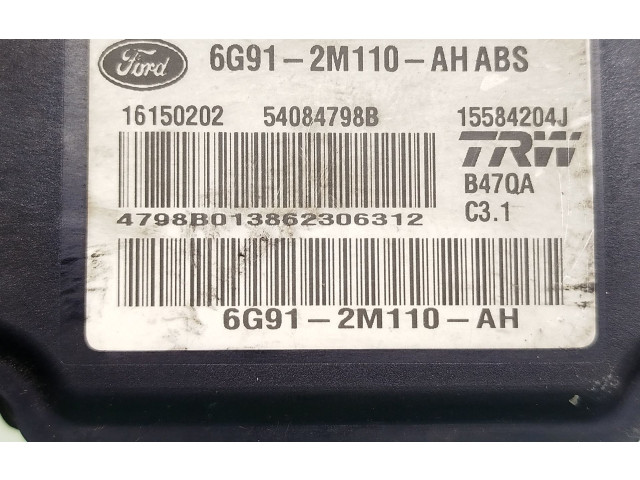 Ford 6G91-2M110-AH ABS
16150202 54084798B 15584204J
TRW
B47QA
4798B013862306312 C3.1
6G91-2M110-AH